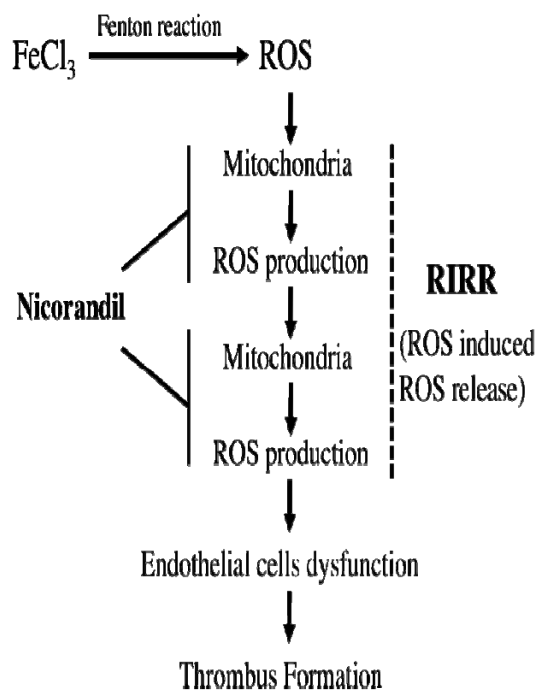 Fenton reaction
FeCl₃ ROS
Mitochondria
ROS production
RIRR
Nicorandil
(ROS induced
Mitochondria
ROS release)
ROS production
Endothelial cells dysfunction
Thrombus Formation